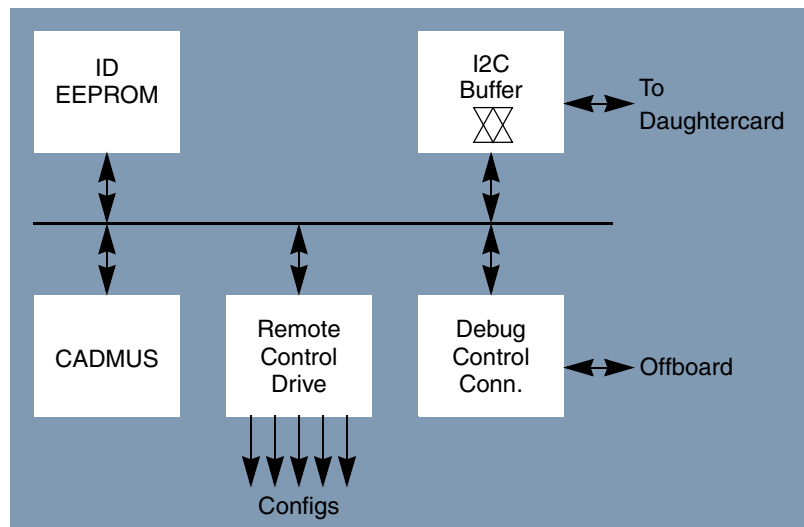 ID
EEPROM
I2C
Buffer
To
Daughtercard
CADMUS
Remote
Control
Drive
Debug
Control
Conn.
Offboard
Configs